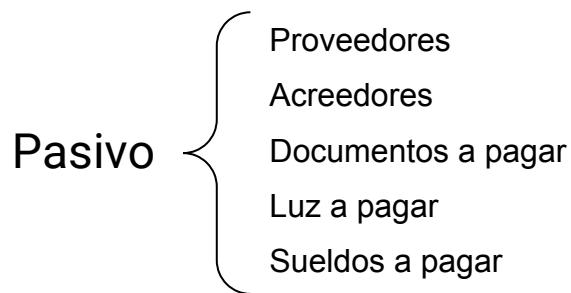 Pasivo
Proveedores
Acreedores
Documentos a pagar
Luz a pagar
Sueldos a pagar